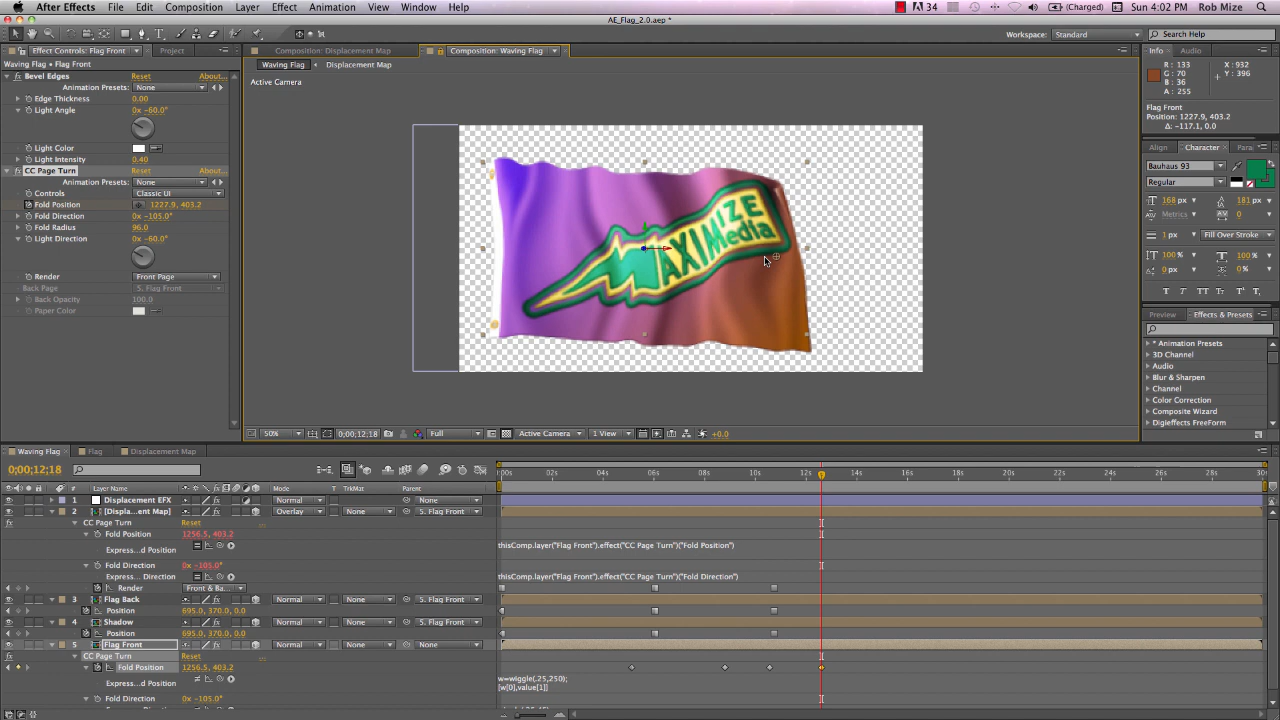 After Effects File Edit Composition Layer Effect Animation View Window Help 34 (Charged) Sun 4:02 PM Rob Mize
AE_Flag_2.0.aep *
Workspace: Standard Search Help
Effect Controls: Flag Front Project
Composition: Displacement Map Composition: Waving Flag
Info Audio
Waving Flag • Flag Front
Waving Flag Displacement Map
Active Camera
R: 133 X: 932
G: 70 Y: 396
B: 36
A: 255
Flag Front
Position: 1227.9, 403.2
Δ: -117.1, 0.0
Bevel Edges Reset About...
Animation Presets: None
Edge Thickness 0.00
Light Angle 0x -60.0°
Light Color
Light Intensity 0.40
CC Page Turn Reset About...
Animation Presets: None
Controls Classic UI
Fold Position 1227.9, 403.2
Fold Direction 0x -105.0°
Fold Radius 96.0
Light Direction 0x -60.0°
Render Front Page
Back Page 5. Flag Front
Back Opacity 100.0
Paper Color
MAXIMIZE
Media
Align Character Para
Bauhaus 93
Regular
168 px 181 px
Metrics 0
1 px Fill Over Stroke
100% 100%
0 px 0%
T T TT Tt T' T,
Preview Effects & Presets
* Animation Presets
3D Channel
Audio
Blur & Sharpen
Channel
Color Correction
Composite Wizard
Digieffects FreeForm
50% 0;00;12;18 Full Active Camera 1 View +0.0
Waving Flag Flag Displacement Map
0;00;12;18
:00s 02s 04s 06s 08s 10s 12s 14s 16s 18s 20s 22s 24s 26s 28s 30s
# Layer Name Mode T TrkMat Parent
1 Displacement EFX Normal None
2 [Displa...ent Map] Overlay None 5. Flag Front
CC Page Turn Reset
Fold Position 1256.5, 403.2
Express...d Position thisComp.layer("Flag Front").effect("CC Page Turn")("Fold Position")
Fold Direction 0x -105.0°
Express... Direction thisComp.layer("Flag Front").effect("CC Page Turn")("Fold Direction")
Render Front & Ba...
3 Flag Back Normal None 5. Flag Front
Position 695.0, 370.0, 0.0
4 Shadow Normal None 5. Flag Front
Position 695.0, 370.0, 0.0
5 Flag Front Normal None None
CC Page Turn Reset
Fold Position 1256.5, 403.2
Express...d Position w=wiggle(.25,250);
[w[0],value[1]]
Fold Direction 0x -105.0°